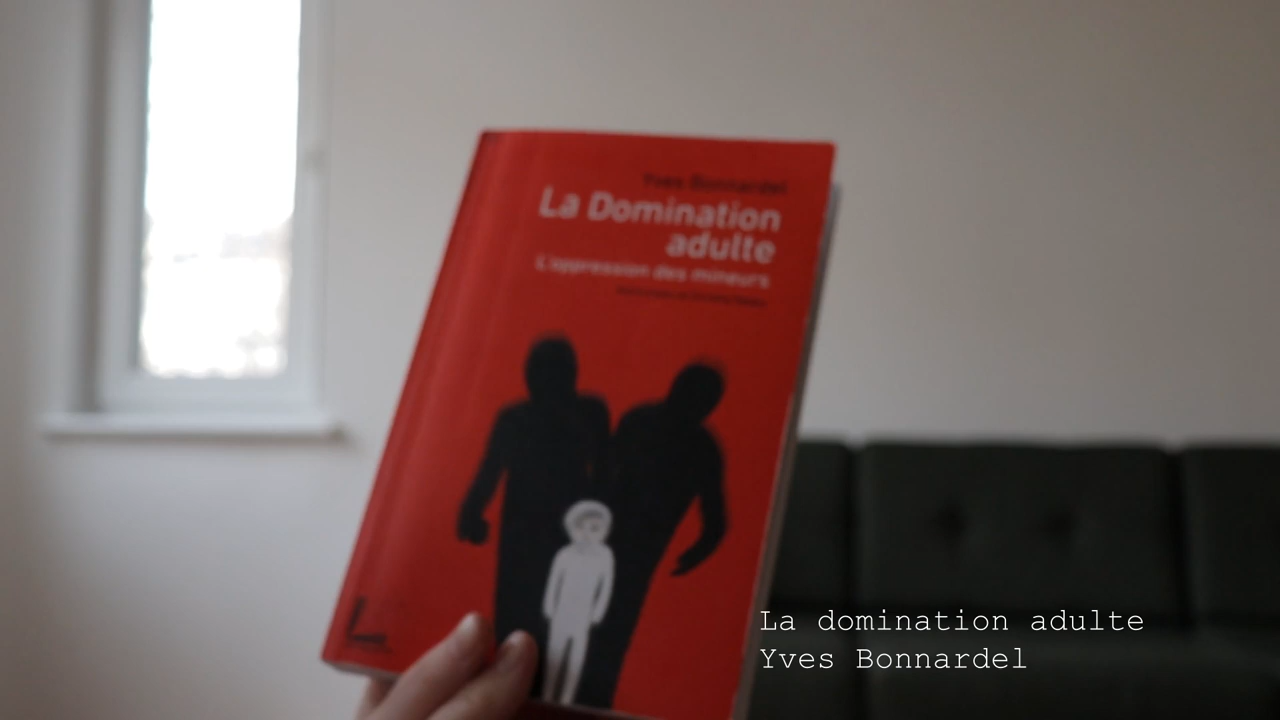 Yves Bonnardel
La Domination
adulte
L'oppression des mineurs
La domination adulte
Yves Bonnardel